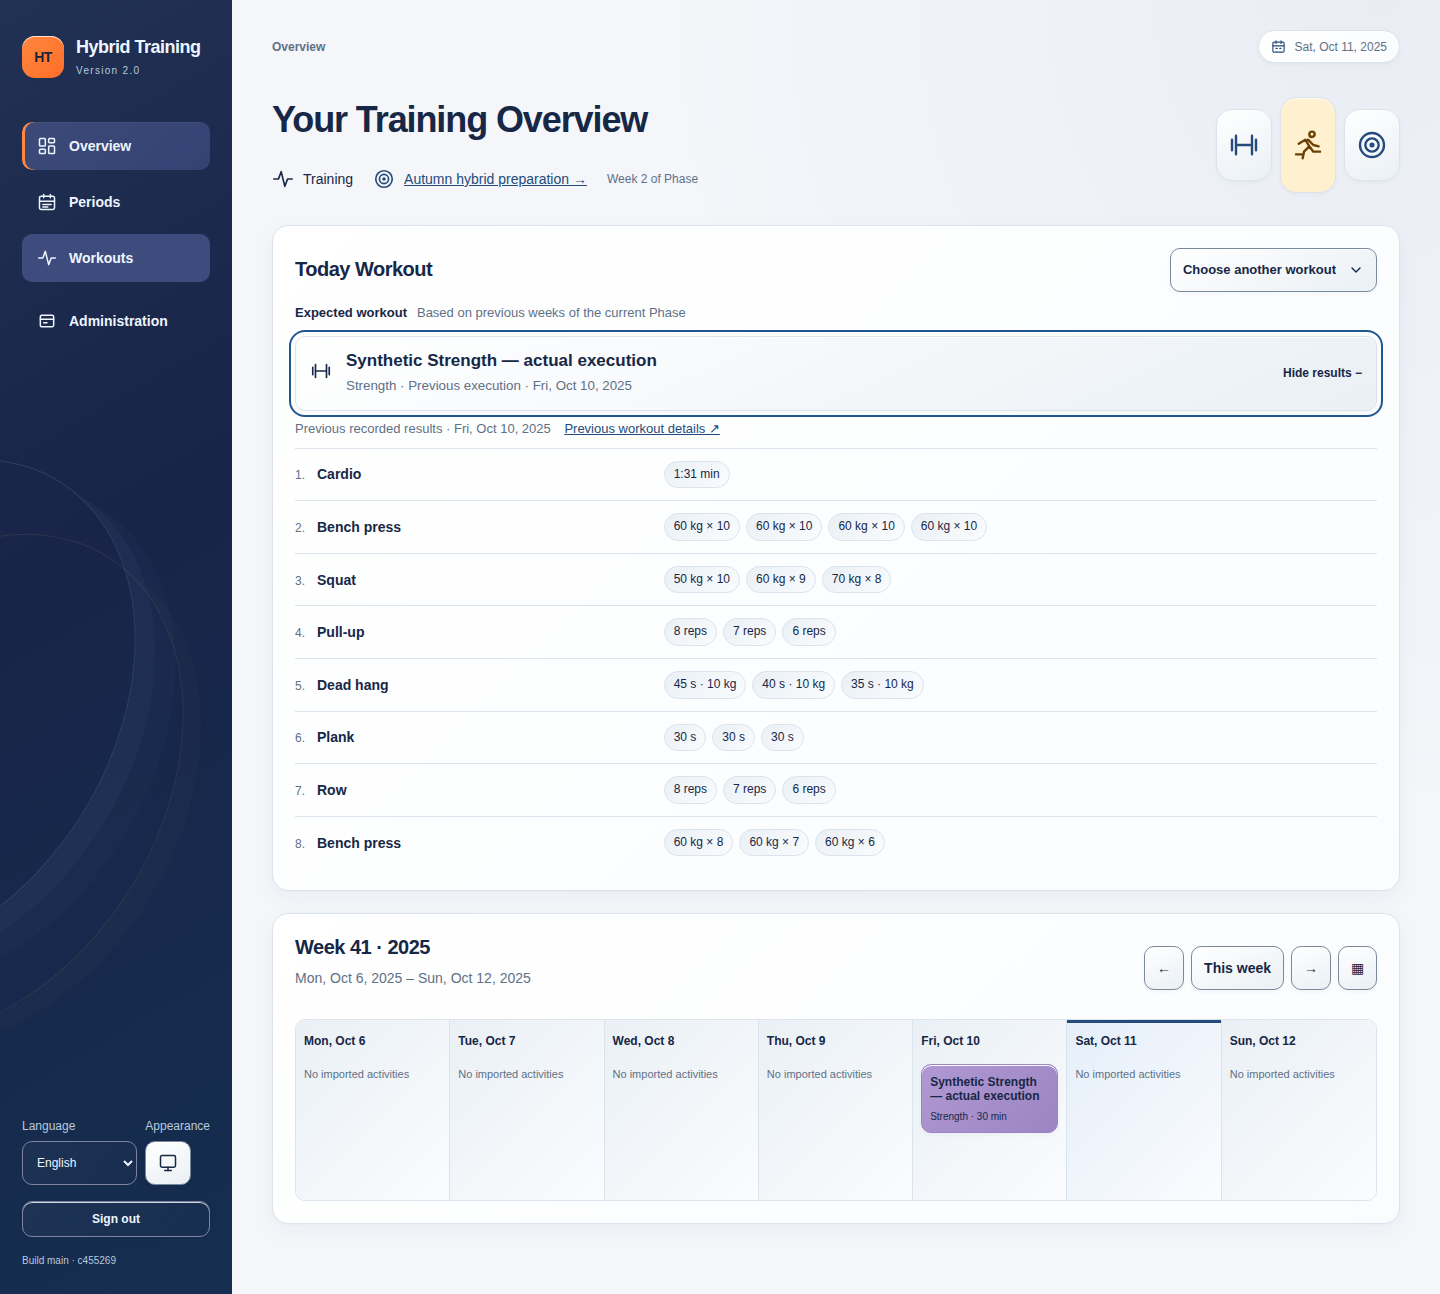 HT
Hybrid Training
Version 2.0
Overview
Periods
Workouts
Administration
Language
Appearance
English
Sign out
Build main · c455269
Overview
Sat, Oct 11, 2025
Your Training Overview
Training
Autumn hybrid preparation →
Week 2 of Phase
Today Workout
Choose another workout
Expected workout Based on previous weeks of the current Phase
Synthetic Strength — actual execution
Strength · Previous execution · Fri, Oct 10, 2025
Hide results −
Previous recorded results · Fri, Oct 10, 2025 Previous workout details ↗
1. Cardio 1:31 min
2. Bench press 60 kg × 10 60 kg × 10 60 kg × 10 60 kg × 10
3. Squat 50 kg × 10 60 kg × 9 70 kg × 8
4. Pull-up 8 reps 7 reps 6 reps
5. Dead hang 45 s · 10 kg 40 s · 10 kg 35 s · 10 kg
6. Plank 30 s 30 s 30 s
7. Row 8 reps 7 reps 6 reps
8. Bench press 60 kg × 8 60 kg × 7 60 kg × 6
Week 41 · 2025
Mon, Oct 6, 2025 – Sun, Oct 12, 2025
← This week →
Mon, Oct 6 Tue, Oct 7 Wed, Oct 8 Thu, Oct 9 Fri, Oct 10 Sat, Oct 11 Sun, Oct 12
No imported activities No imported activities No imported activities No imported activities
Synthetic Strength
— actual execution
Strength · 30 min
No imported activities No imported activities